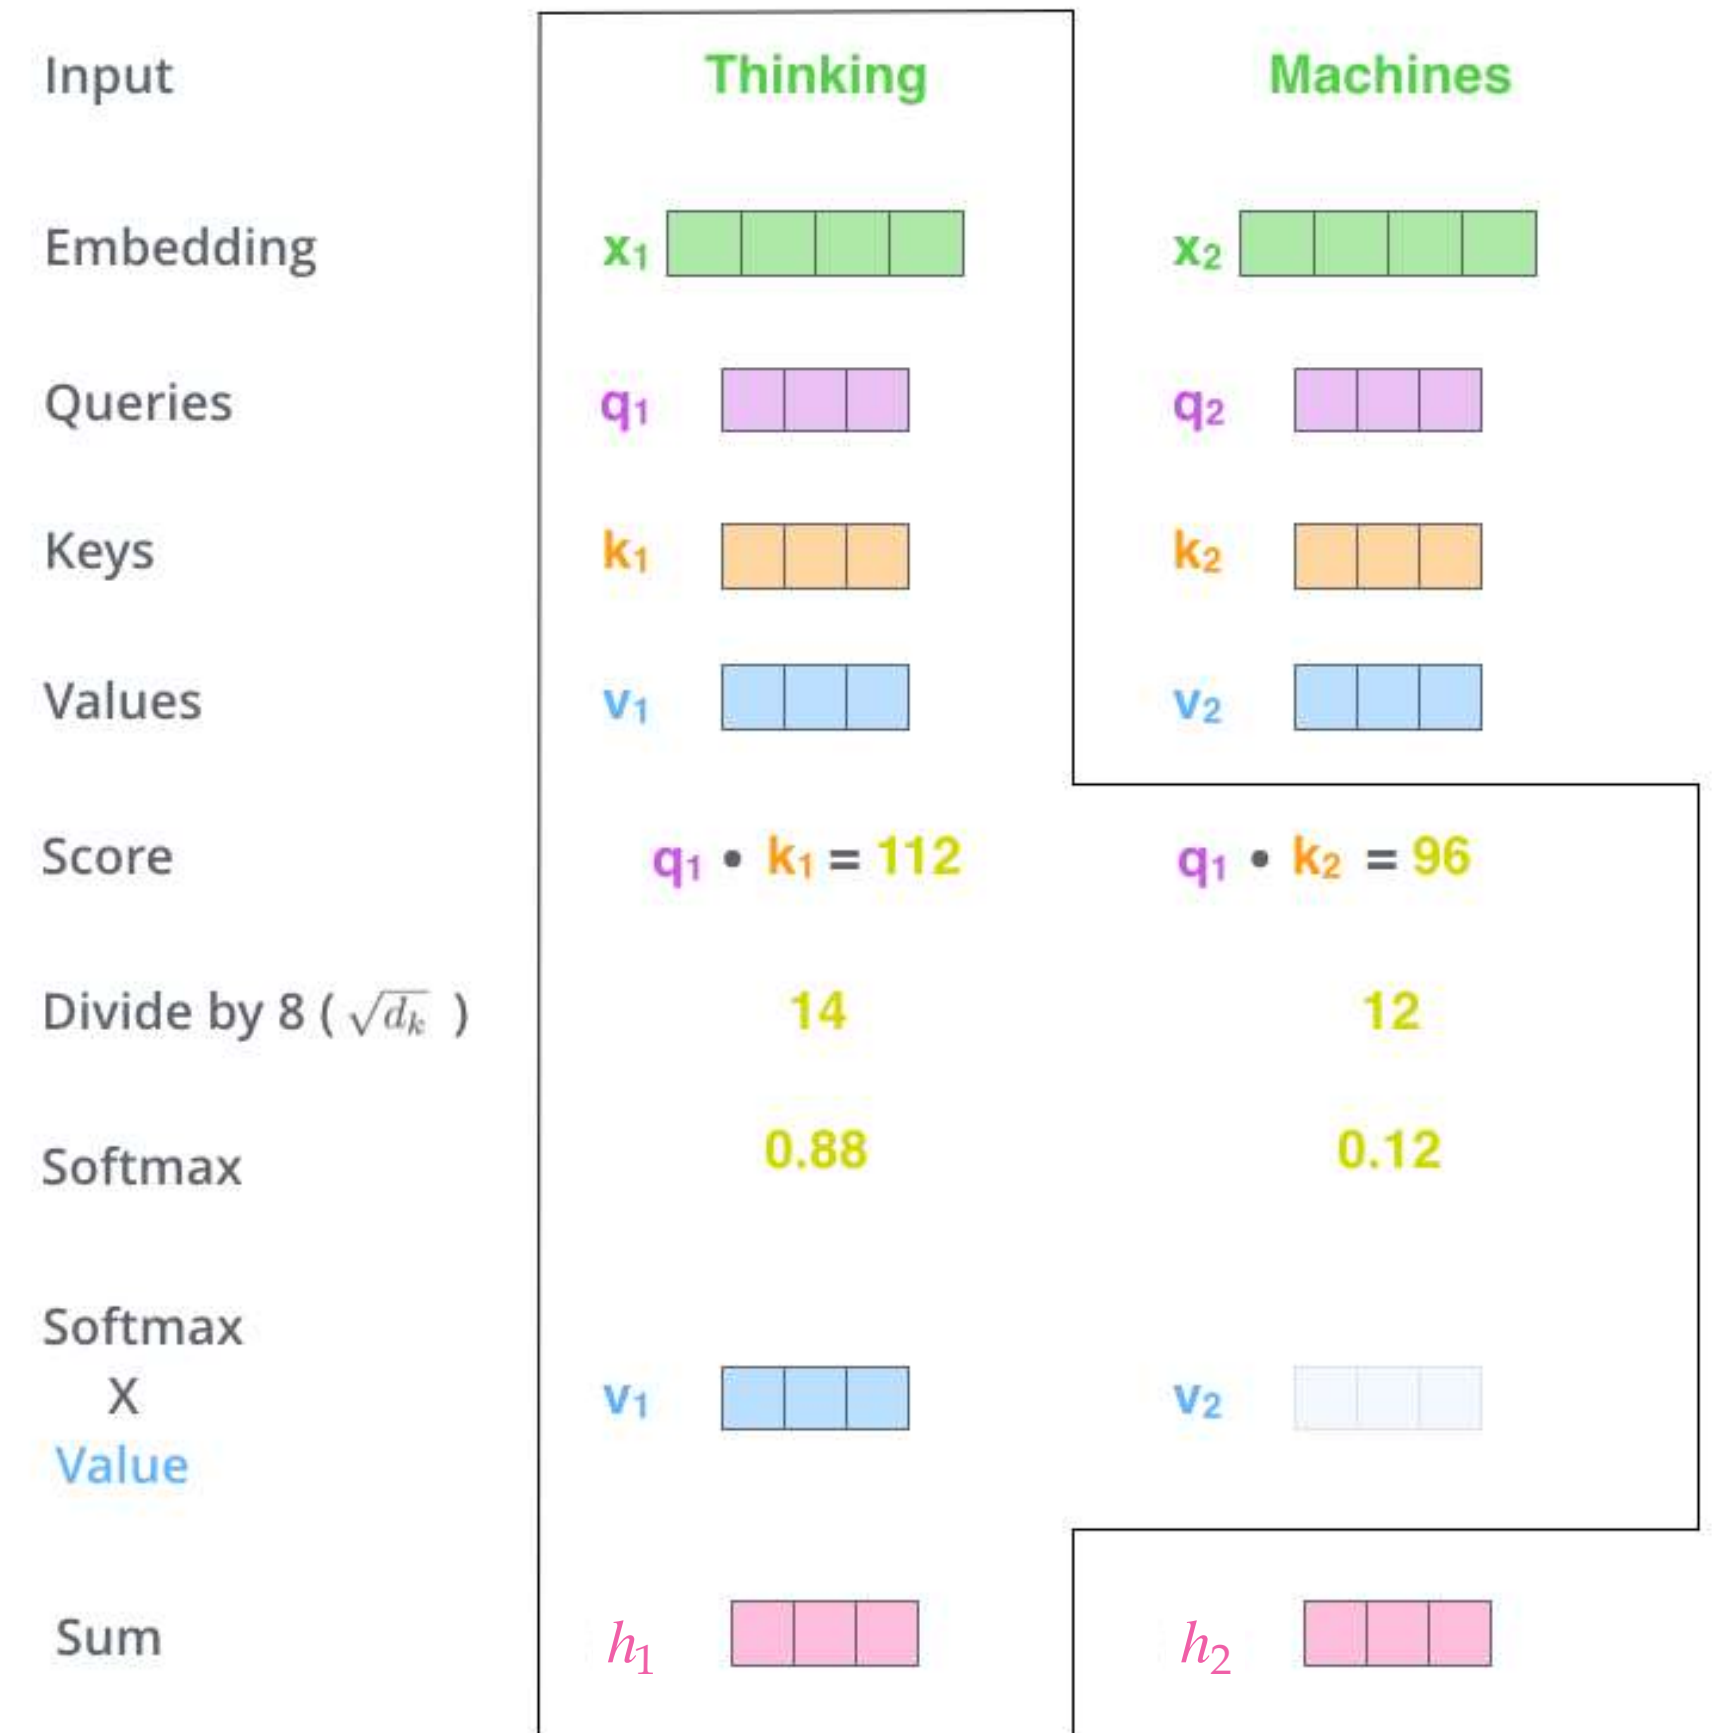 Input Thinking Machines
Embedding x₁ x₂
Queries q₁ q₂
Keys k₁ k₂
Values v₁ v₂
Score q₁ • k₁ = 112 q₁ • k₂ = 96
Divide by 8 ( √dₖ ) 14 12
Softmax 0.88 0.12
Softmax
X
v₁ v₂
Value
Sum h₁ h₂